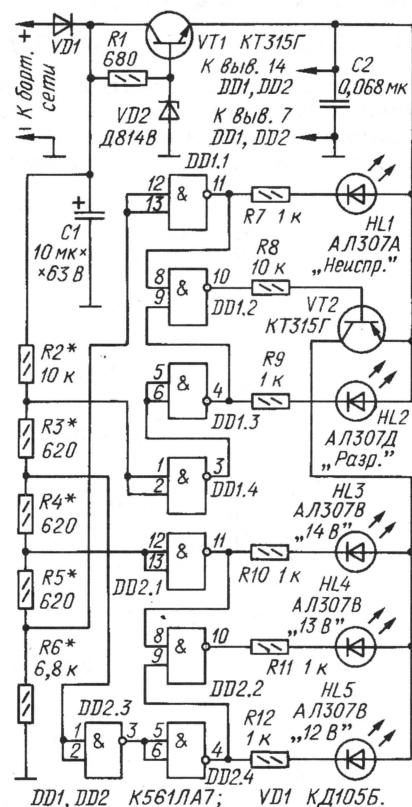 К борт. сети
+
−
VD1
R1
680
VT1 КТ315Г
VD2
Д814В
К выв. 14
DD1, DD2
К выв. 7
DD1, DD2
C2
0,068 мк
+
C1
10 мк×
×63 В
DD1.1
12
13
&
11
R7 1 к
HL1
АЛ307А
„Неиспр."
8
9
&
10
DD1.2
R8
10 к
VT2
КТ315Г
R2*
10 к
5
6
&
4
DD1.3
R9
1 к
HL2
АЛ307Д
„Разр."
R3*
620
1
2
&
3
DD1.4
R4*
620
12
13
&
11
DD2.1
R10 1 к
HL3
АЛ307В
„14 В"
R5*
620
8
9
&
10
DD2.2
R11 1 к
HL4
АЛ307В
„13 В"
R6*
6,8 к
DD2.3
1
2
&
3
5
6
&
4
DD2.4
R12
1 к
HL5
АЛ307В
„12 В"
DD1, DD2 К561ЛА7; VD1 КД105Б.